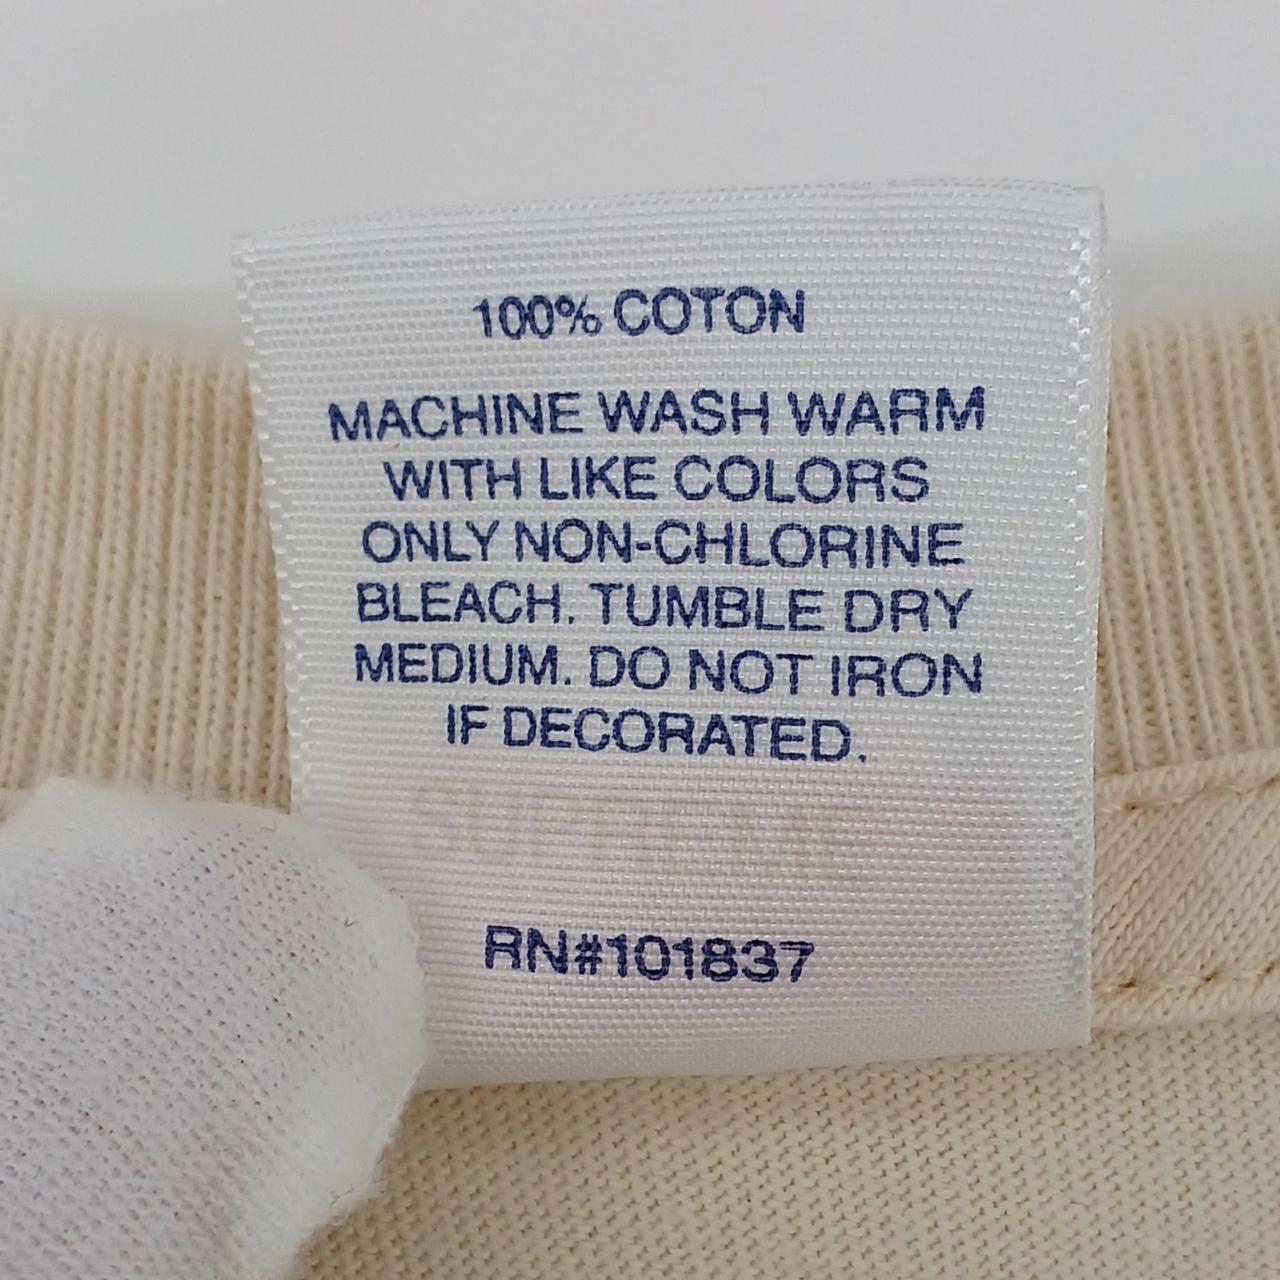 100% COTON
MACHINE WASH WARM
WITH LIKE COLORS
ONLY NON-CHLORINE
BLEACH. TUMBLE DRY
MEDIUM. DO NOT IRON
IF DECORATED.
RN#101837